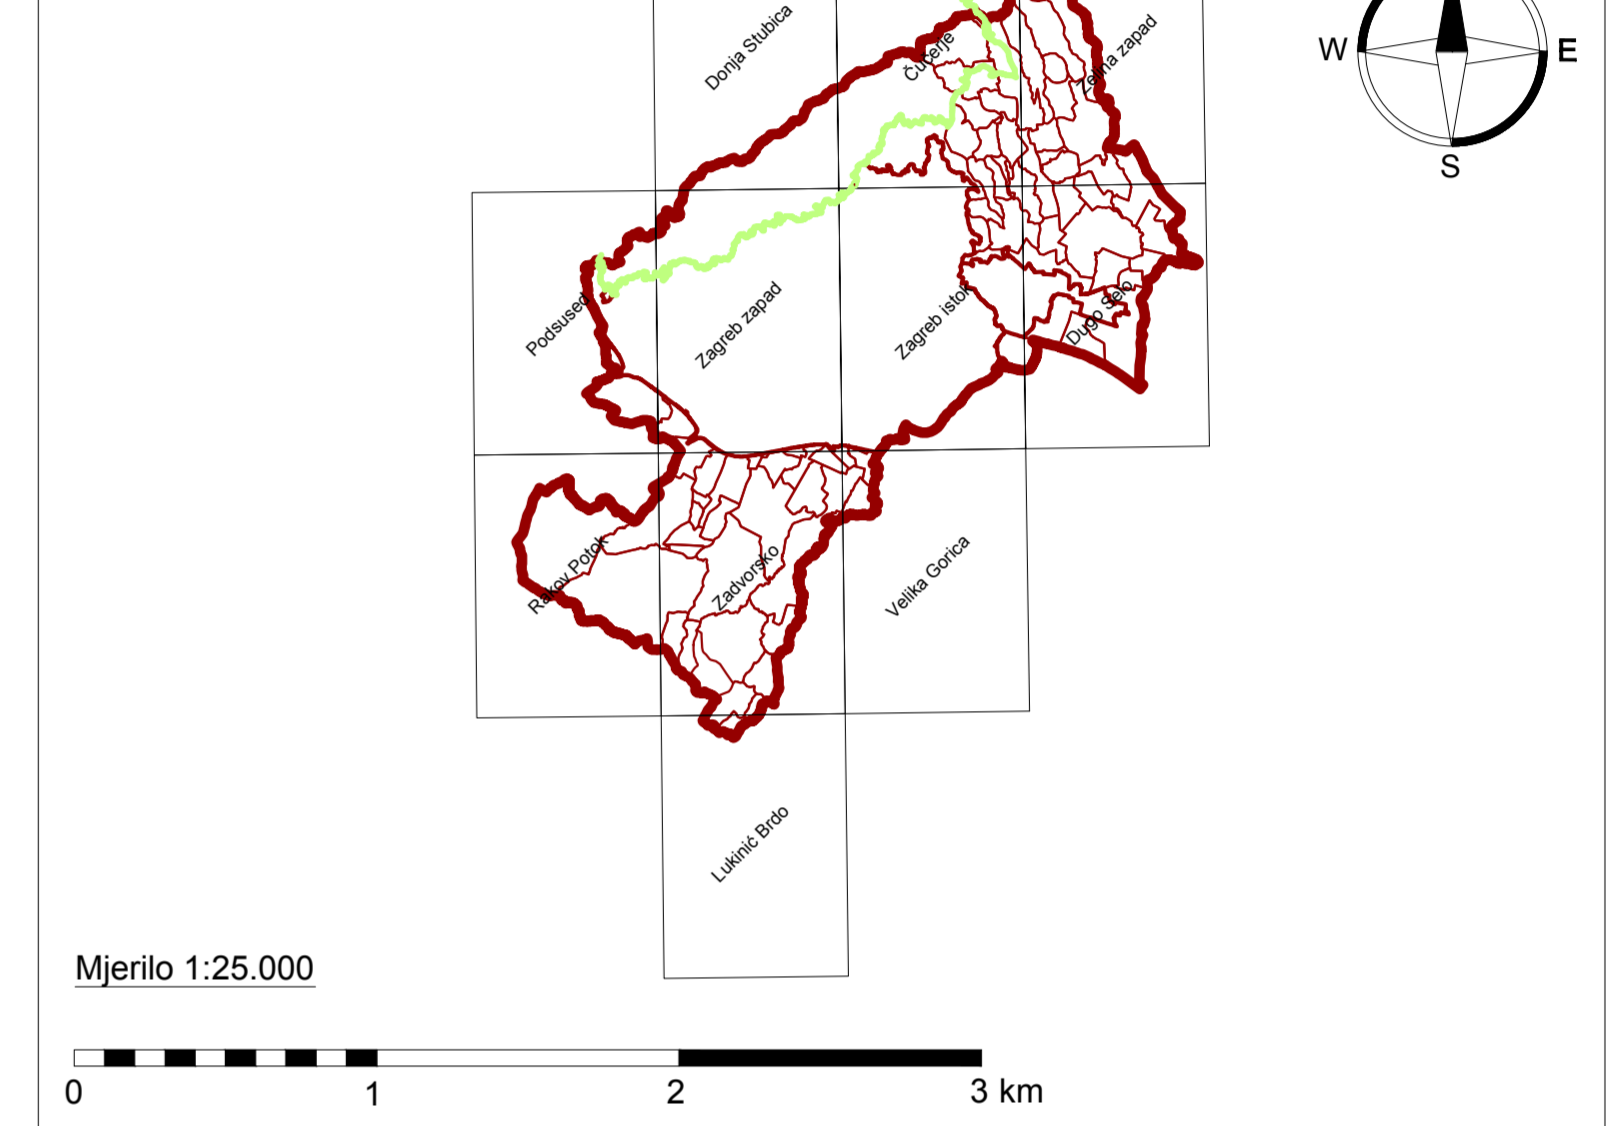 Donja Stubica
Čučerje
Zelina zapad
W
E
S
Podsused
Zagreb zapad
Zagreb istok
Dugo Selo
Rakov Potok
Zadvorsko
Velika Gorica
Lukinić Brdo
Mjerilo 1:25.000
0 1 2 3 km